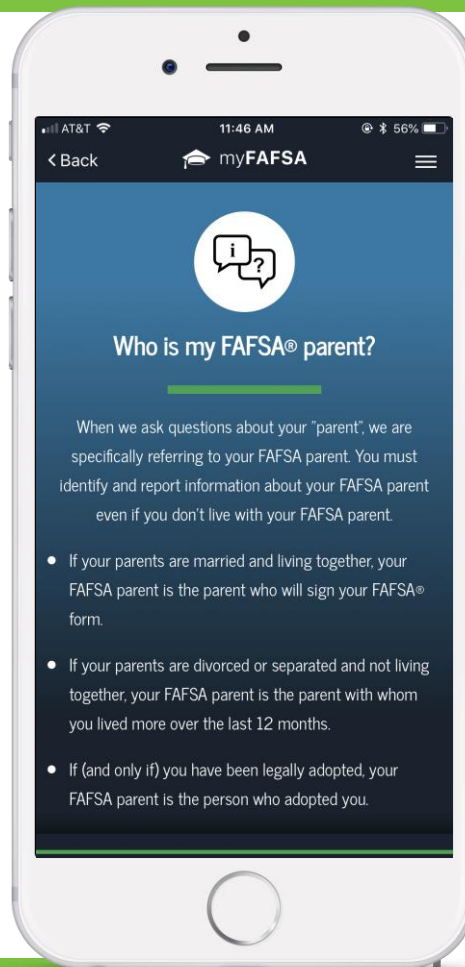 AT&T 11:46 AM 56%
< Back myFAFSA
i ?
Who is my FAFSA® parent?
When we ask questions about your "parent", we are
specifically referring to your FAFSA parent. You must
identify and report information about your FAFSA parent
even if you don't live with your FAFSA parent.
• If your parents are married and living together, your
FAFSA parent is the parent who will sign your FAFSA®
form.
• If your parents are divorced or separated and not living
together, your FAFSA parent is the parent with whom
you lived more over the last 12 months.
• If (and only if) you have been legally adopted, your
FAFSA parent is the person who adopted you.